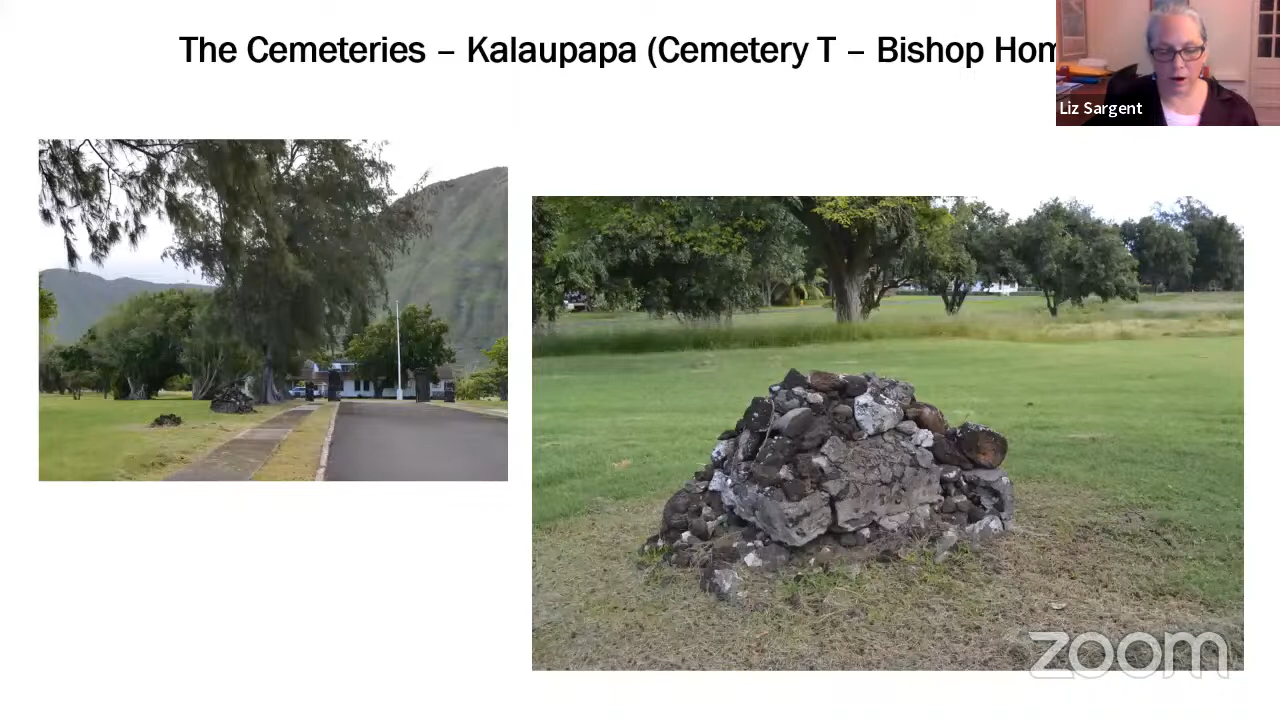 The Cemeteries – Kalaupapa (Cemetery T – Bishop Hom
Liz Sargent
zoom